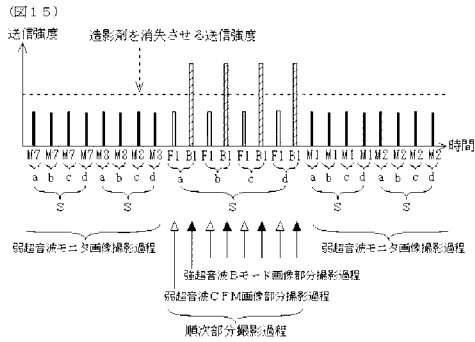 (図15)
送信強度
造影剤を消失させる送信強度
時間
M7 M7 M7 M7 M8 M8 M8 M8 F1 B1 F1 B1 F1 B1 F1 B1 M1 M1 M1 M1 M2 M2 M2 M2
a b c d a b c d a b c d a b c d a b c d
S S S S S
弱超音波モニタ画像撮影過程 弱超音波モニタ画像撮影過程
強超音波Bモード画像部分撮影過程
弱超音波CFM画像部分撮影過程
順次部分撮影過程